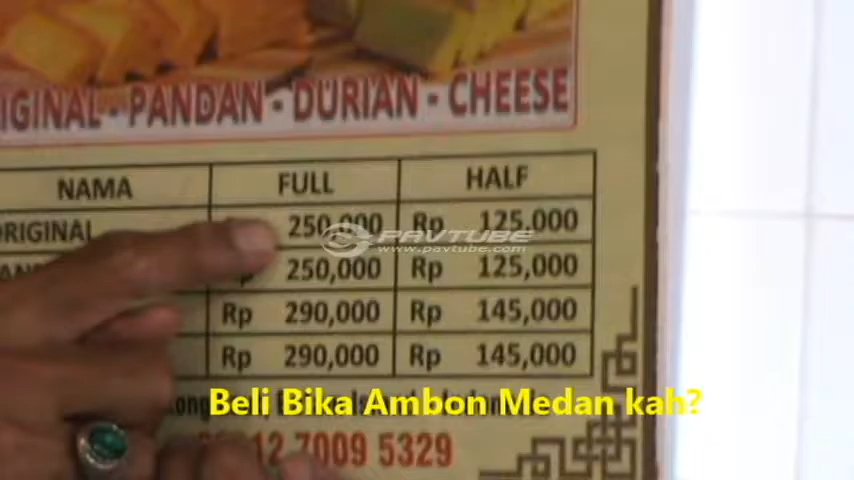 IGINAL - PANDAN - DURIAN - CHEESE
NAMA FULL HALF
ORIGINAL 250,000 Rp 125,000
250,000 Rp 125,000
Rp 290,000 Rp 145,000
Rp 290,000 Rp 145,000
PAVTUBE
www.pavtube.com
Beli Bika Ambon Medan kah?
12 7009 5329